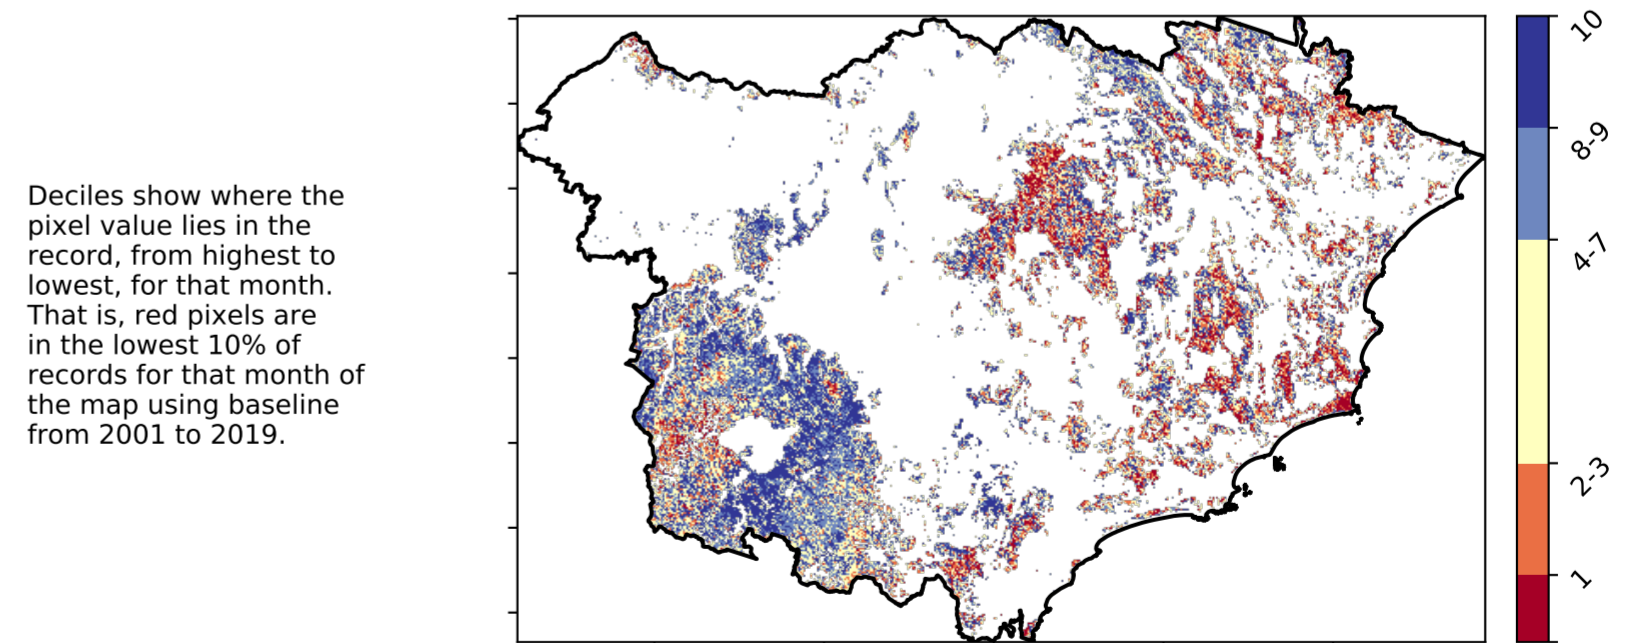 Deciles show where the
pixel value lies in the
record, from highest to
lowest, for that month.
That is, red pixels are
in the lowest 10% of
records for that month of
the map using baseline
from 2001 to 2019.
10
8-9
4-7
2-3
1